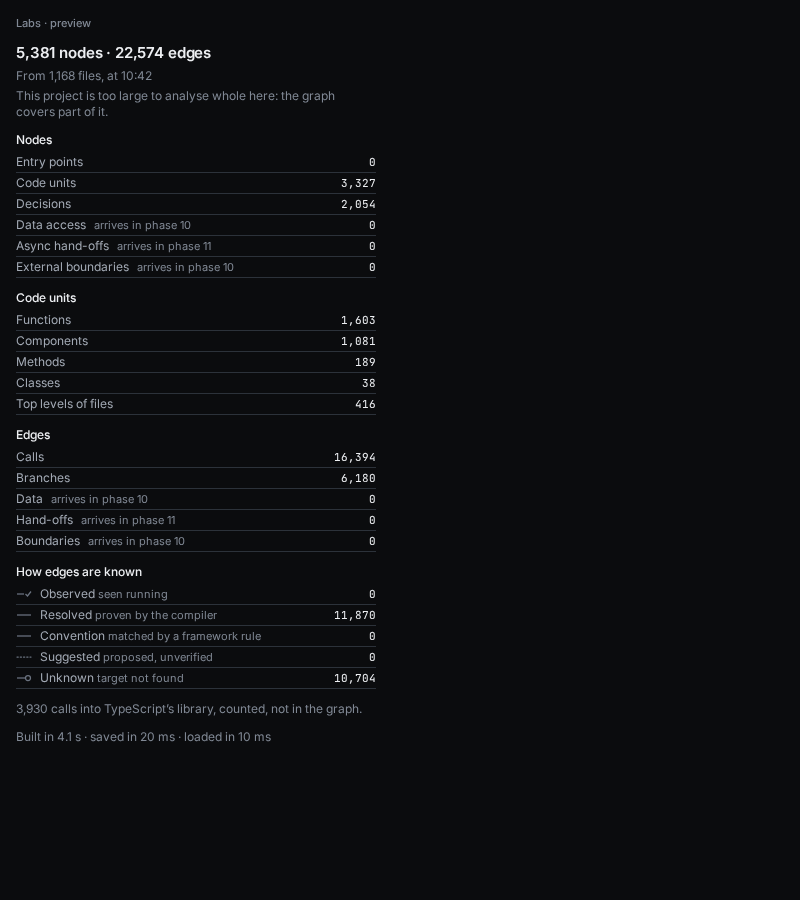 Labs · preview
5,381 nodes · 22,574 edges
From 1,168 files, at 10:42
This project is too large to analyse whole here: the graph
covers part of it.
Nodes
Entry points 0
Code units 3,327
Decisions 2,054
Data access arrives in phase 10 0
Async hand-offs arrives in phase 11 0
External boundaries arrives in phase 10 0
Code units
Functions 1,603
Components 1,081
Methods 189
Classes 38
Top levels of files 416
Edges
Calls 16,394
Branches 6,180
Data arrives in phase 10 0
Hand-offs arrives in phase 11 0
Boundaries arrives in phase 10 0
How edges are known
Observed seen running 0
Resolved proven by the compiler 11,870
Convention matched by a framework rule 0
Suggested proposed, unverified 0
Unknown target not found 10,704
3,930 calls into TypeScript’s library, counted, not in the graph.
Built in 4.1 s · saved in 20 ms · loaded in 10 ms